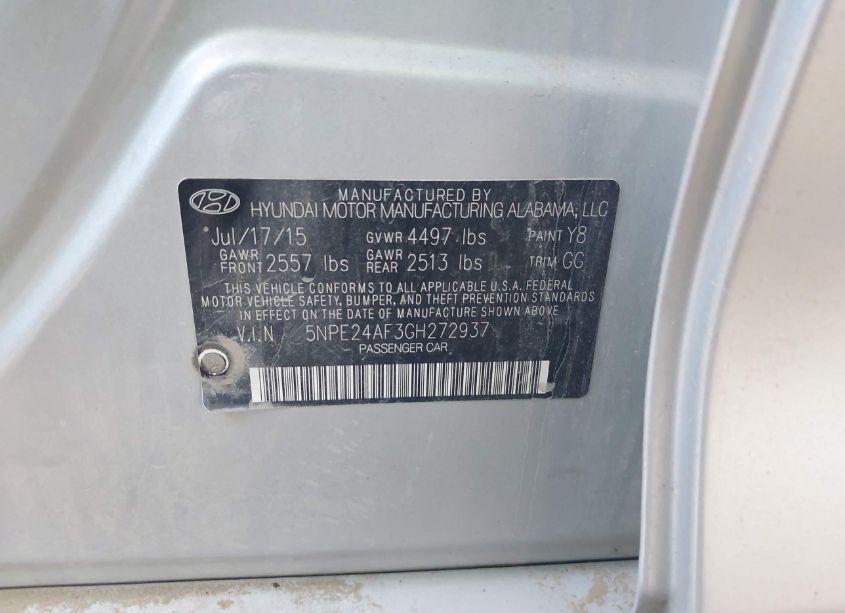 MANUFACTURED BY
HYUNDAI MOTOR MANUFACTURING ALABAMA, LLC
Jul/17/15 GVWR 4497 lbs PAINT Y8
GAWR FRONT 2557 lbs GAWR REAR 2513 lbs TRIM GG
THIS VEHICLE CONFORMS TO ALL APPLICABLE U.S.A. FEDERAL
MOTOR VEHICLE SAFETY, BUMPER, AND THEFT PREVENTION STANDARDS
IN EFFECT ON THE DATE OF MANUFACTURE SHOWN ABOVE
V.I.N 5NPE24AF3GH272937
PASSENGER CAR